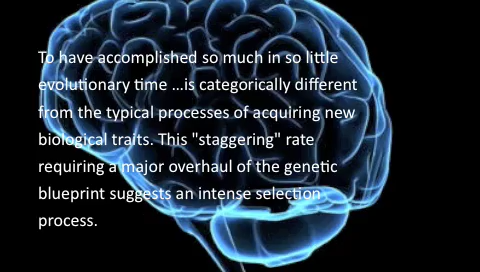 To have accomplished so much in so little
evolutionary time ...is categorically different
from the typical processes of acquiring new
biological traits. This "staggering" rate
requiring a major overhaul of the genetic
blueprint suggests an intense selection
process.